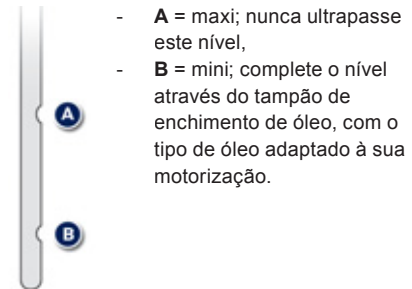 - A = maxi; nunca ultrapasse
este nível,
- B = mini; complete o nível
através do tampão de
enchimento de óleo, com o
tipo de óleo adaptado à sua
motorização.
A
B